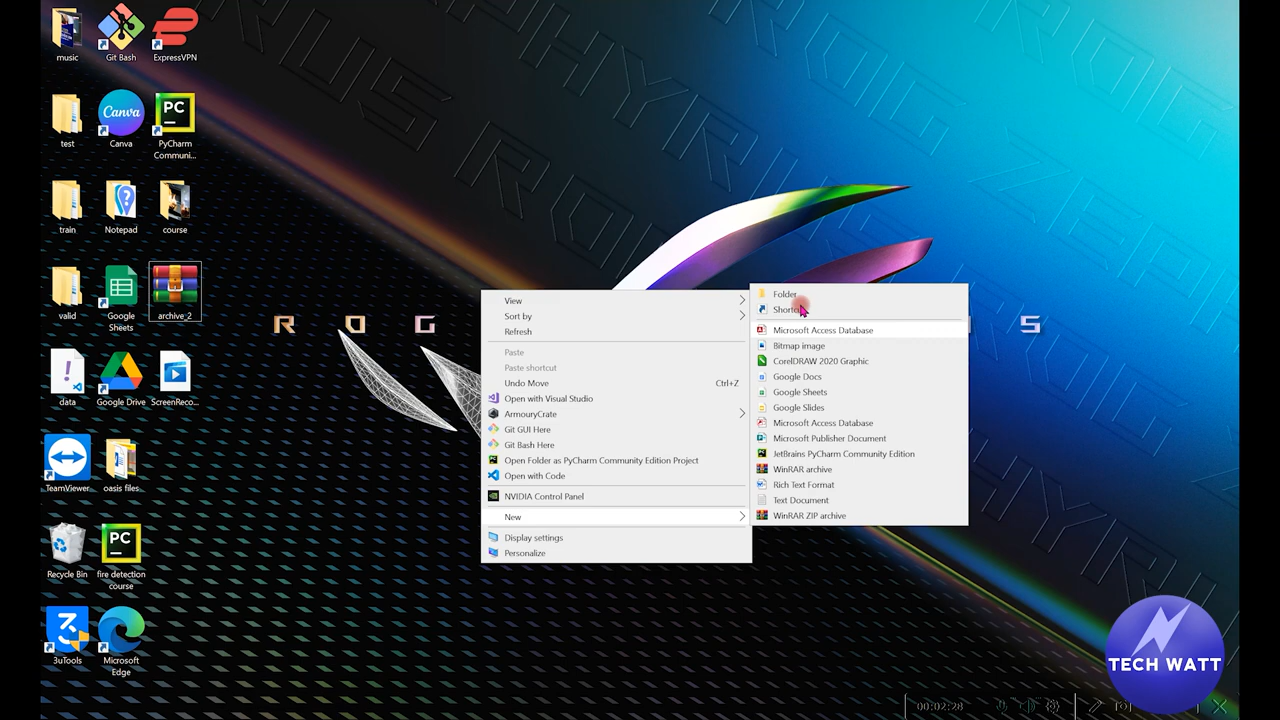 music
Git Bash
ExpressVPN
test
Canva
Canva
PC
PyCharm
Communi...
train
Notepad
course
valid
Google
Sheets
archive_2
data
Google Drive
ScreenReco...
TeamViewer
oasis files
Recycle Bin
PC
fire detection
course
3uTools
Microsoft
Edge
R O G
S
View
Sort by
Refresh
Paste
Paste shortcut
Undo Move Ctrl+Z
Open with Visual Studio
ArmouryCrate
Git GUI Here
Git Bash Here
Open Folder as PyCharm Community Edition Project
Open with Code
NVIDIA Control Panel
New
Display settings
Personalize
Folder
Microsoft Access Database
Bitmap image
CorelDRAW 2020 Graphic
Google Docs
Google Sheets
Google Slides
Microsoft Access Database
Microsoft Publisher Document
JetBrains PyCharm Community Edition
WinRAR archive
Rich Text Format
Text Document
WinRAR ZIP archive
TECH WATT
00:02:28